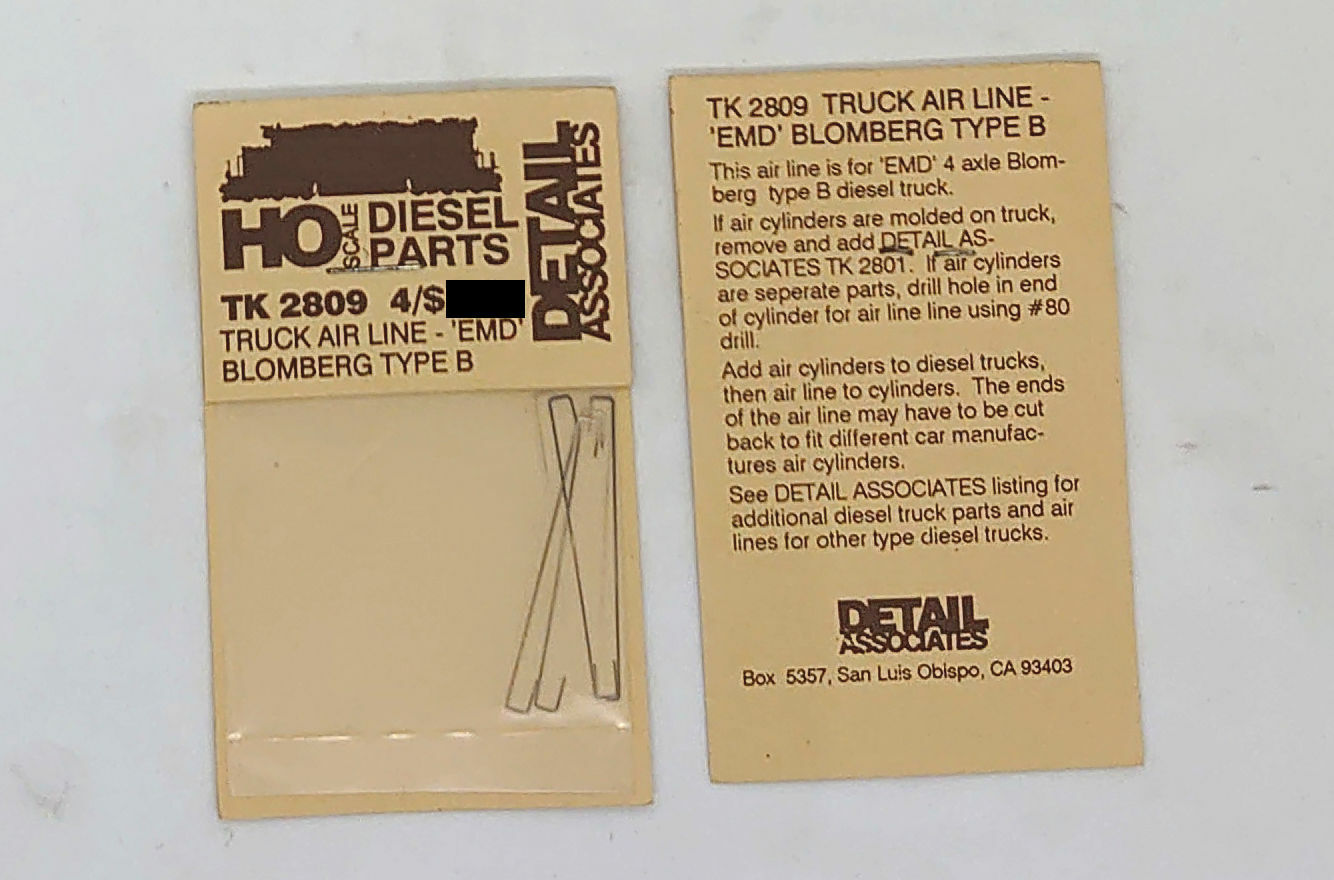 HO SCALE DIESEL PARTS
DETAIL ASSOCIATES
TK 2809 4/$
TRUCK AIR LINE - 'EMD'
BLOMBERG TYPE B
TK 2809 TRUCK AIR LINE -
'EMD' BLOMBERG TYPE B
This air line is for 'EMD' 4 axle Blom-
berg type B diesel truck.
If air cylinders are molded on truck,
remove and add DETAIL AS-
SOCIATES TK 2801. If air cylinders
are seperate parts, drill hole in end
of cylinder for air line line using #80
drill.
Add air cylinders to diesel trucks,
then air line to cylinders. The ends
of the air line may have to be cut
back to fit different car manufac-
tures air cylinders.
See DETAIL ASSOCIATES listing for
additional diesel truck parts and air
lines for other type diesel trucks.
DETAIL
ASSOCIATES
Box 5357, San Luis Obispo, CA 93403